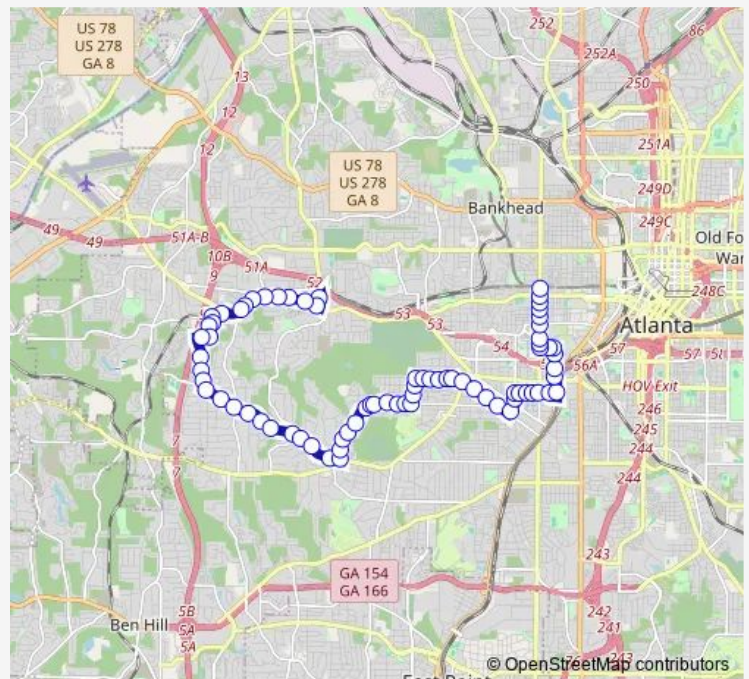 252
86
US 78
US 278
GA 8
252A
13
250
12
251A
12
US 78
US 278
GA 8
249D
Bankhead
249C
49
49
51A-B
51A
10B
9
52
Old Fo
War
248C
53
53
54
Atlanta
56A
57
57
HOV Exit
246
245
244
244
7
7
GA 154
GA 166
243
242
241
5B
5A
5A
Ben Hill
© OpenStreetMap contributors